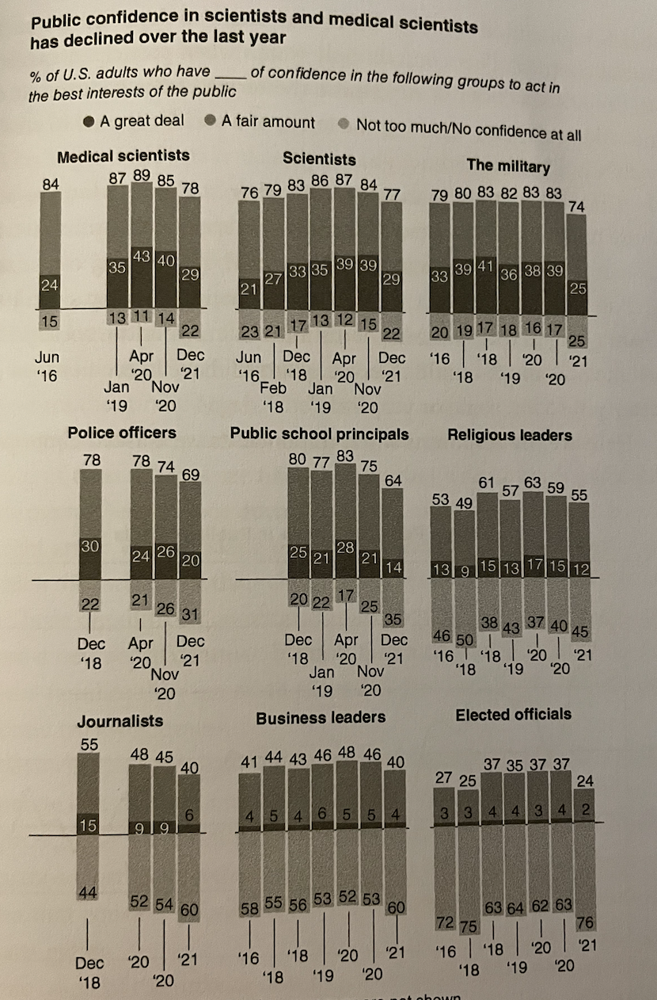 Public confidence in scientists and medical scientists
has declined over the last year
% of U.S. adults who have ____ of confidence in the following groups to act in
the best interests of the public
A great deal A fair amount Not too much/No confidence at all
Medical scientists
84 87 89 85 78
24 35 43 40 29
15 13 11 14 22
Jun Apr Dec
'16 '20 '21
Jan Nov
'19 '20
Scientists
76 79 83 86 87 84 77
21 27 33 35 39 39 29
23 21 17 13 12 15 22
Jun Dec Apr Dec
'16 '18 '20 '21
Feb Jan Nov
'18 '19 '20
The military
79 80 83 82 83 83 74
33 39 41 36 38 39 25
20 19 17 18 16 17 25
'16 '18 '20 '21
'18 '19 '20
Police officers
78 78 74 69
30 24 26 20
22 21 26 31
Dec Apr Dec
'18 '20 '21
Nov
'20
Public school principals
80 77 83 75 64
25 21 28 21 14
20 22 17 25 35
Dec Apr Dec
'18 '20 '21
Jan Nov
'19 '20
Religious leaders
53 49 61 57 63 59 55
13 9 15 13 17 15 12
46 50 38 43 37 40 45
'16 '18 '20 '21
'18 '19 '20
Journalists
55 48 45 40
15 9 9 6
44 52 54 60
Dec '20 '21
'18 '20
Business leaders
41 44 43 46 48 46 40
4 5 4 6 5 5 4
58 55 56 53 52 53 60
'16 '18 '20 '21
'18 '19 '20
Elected officials
27 25 37 35 37 37 24
3 3 4 4 3 4 2
72 75 63 64 62 63 76
'16 '18 '20 '21
'18 '19 '20
not shown